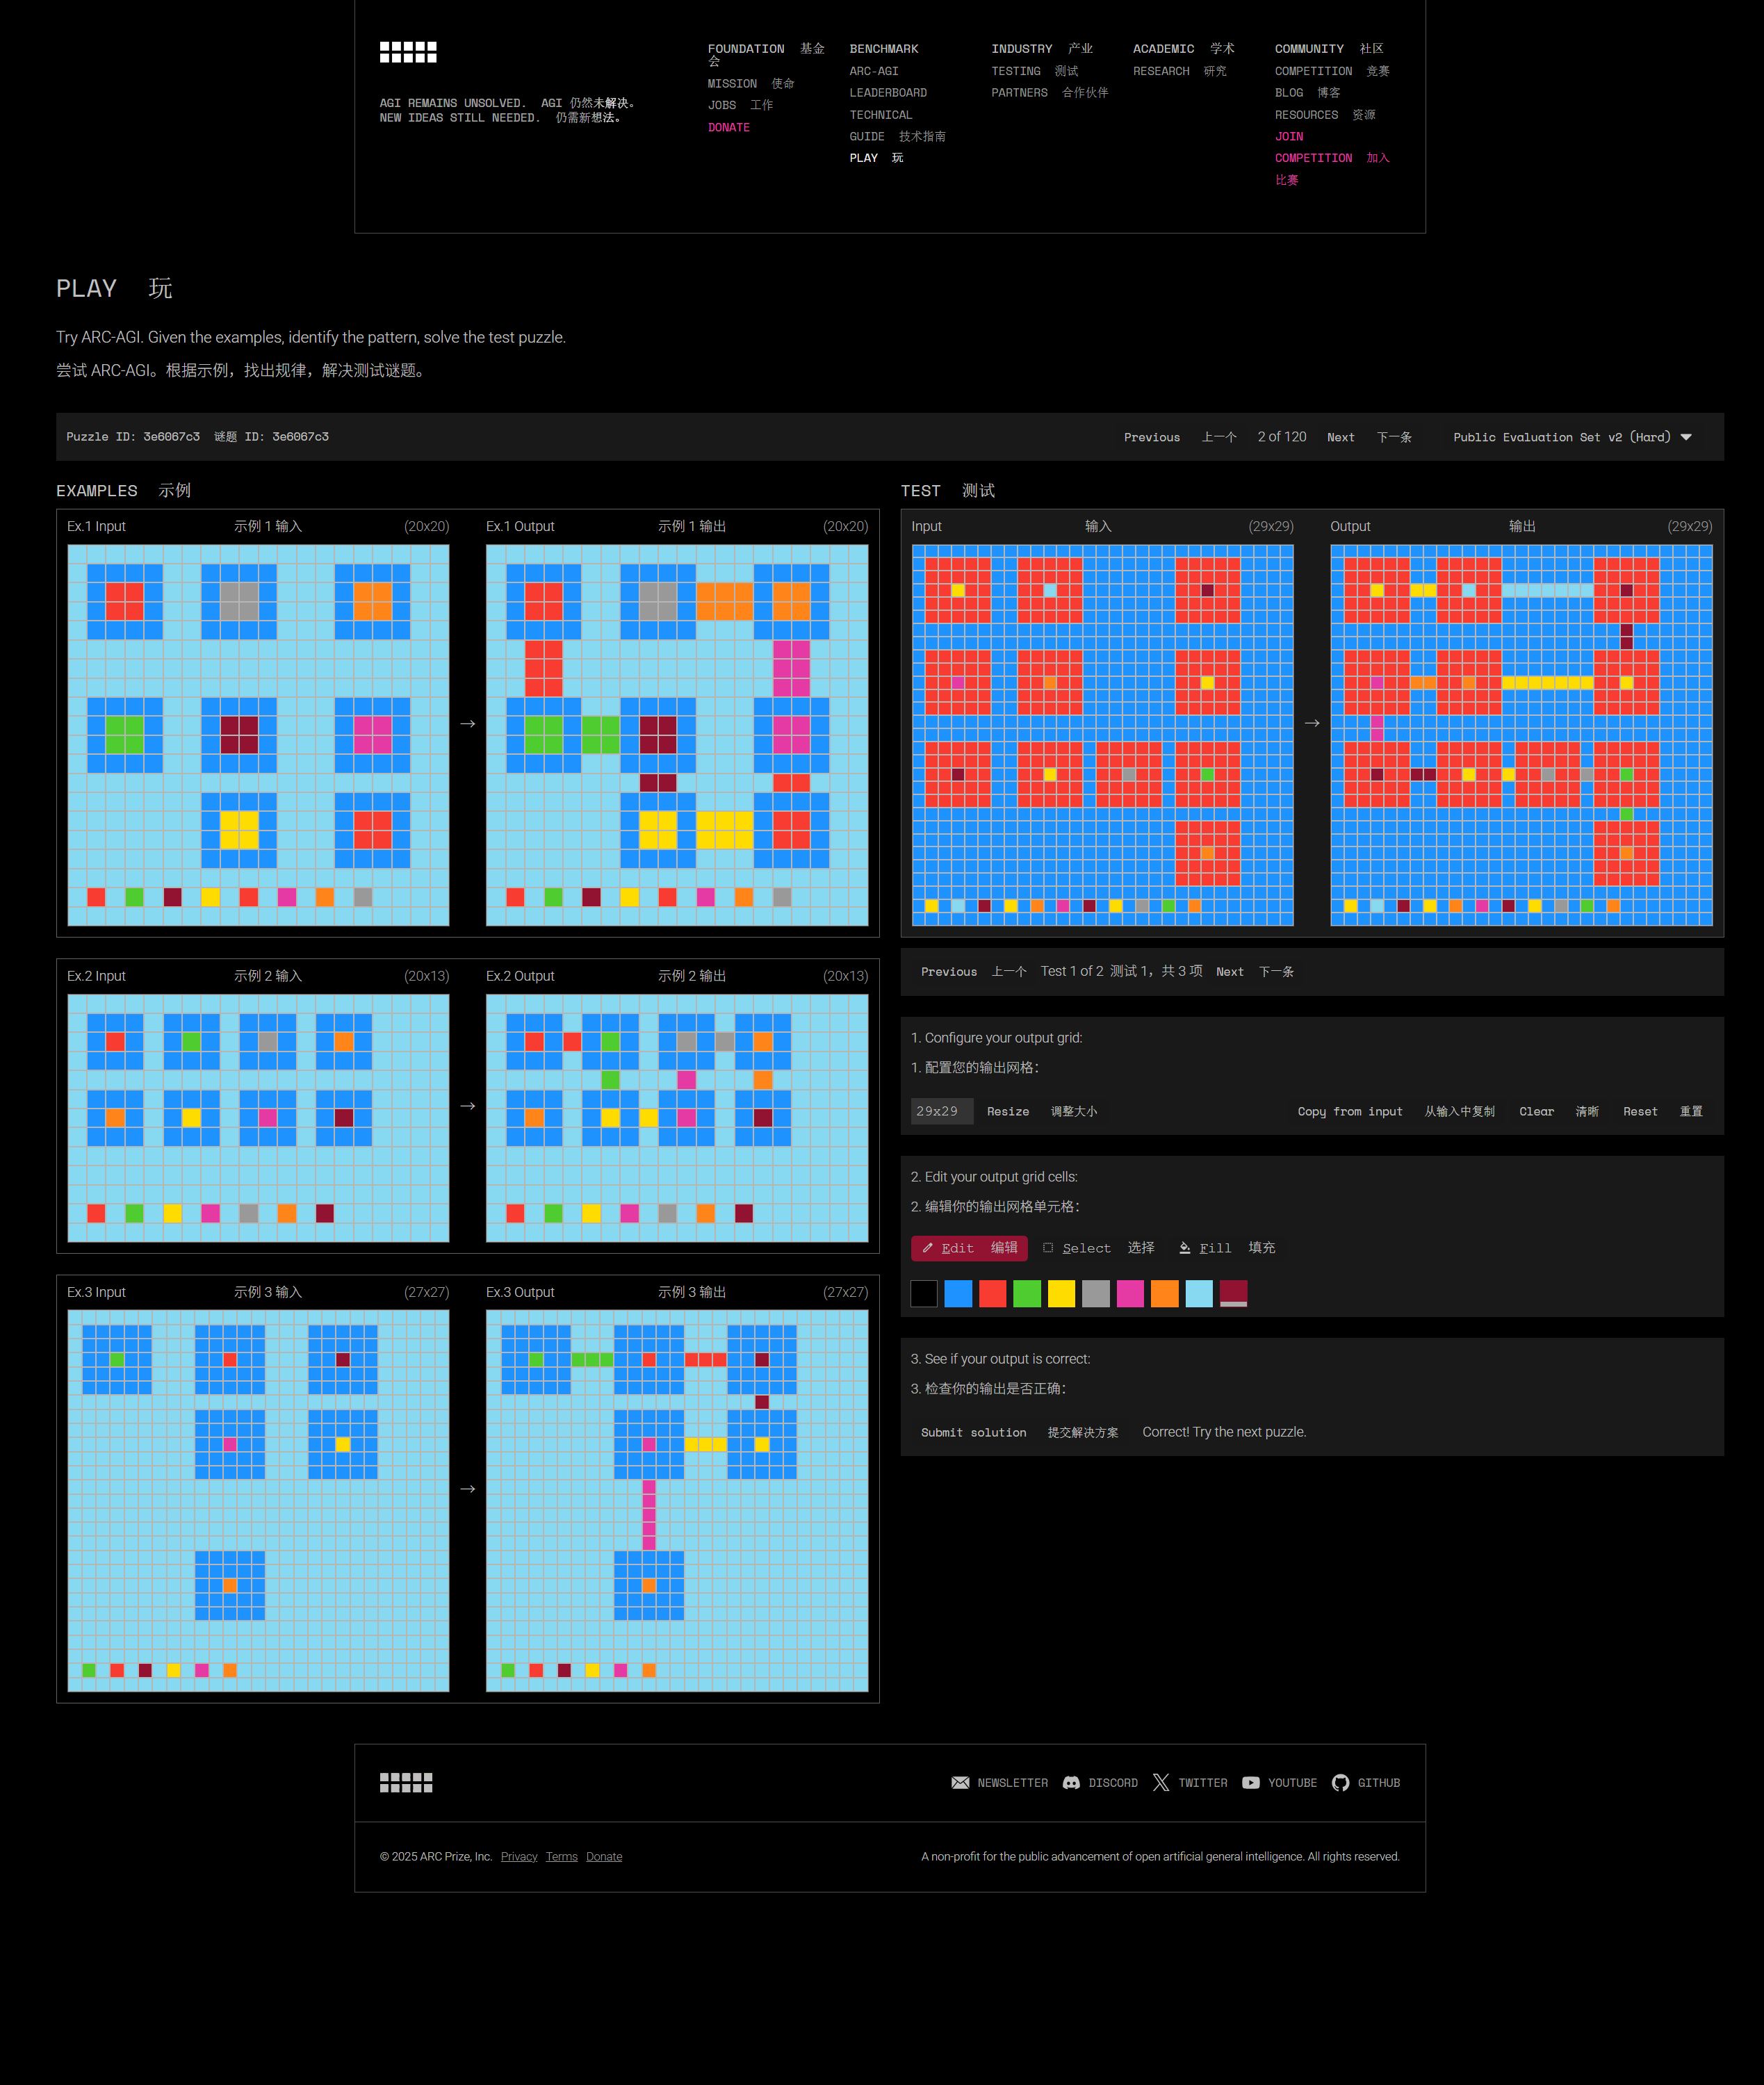 FOUNDATION 基金会
MISSION 使命
JOBS 工作
DONATE
BENCHMARK
ARC-AGI
LEADERBOARD
TECHNICAL
GUIDE 技术指南
PLAY 玩
INDUSTRY 产业
TESTING 测试
PARTNERS 合作伙伴
ACADEMIC 学术
RESEARCH 研究
COMMUNITY 社区
COMPETITION 竞赛
BLOG 博客
RESOURCES 资源
JOIN
COMPETITION 加入
比赛
AGI REMAINS UNSOLVED. AGI 仍然未解决。
NEW IDEAS STILL NEEDED. 仍需新想法。
PLAY 玩
Try ARC-AGI. Given the examples, identify the pattern, solve the test puzzle.
尝试 ARC-AGI。根据示例，找出规律，解决测试谜题。
Puzzle ID: 3e6067c3 谜题 ID: 3e6067c3
Previous 上一个 2 of 120 Next 下一条 Public Evaluation Set v2 (Hard)
EXAMPLES 示例
Ex.1 Input 示例 1 输入 (20x20)
Ex.1 Output 示例 1 输出 (20x20)
→
Ex.2 Input 示例 2 输入 (20x13)
Ex.2 Output 示例 2 输出 (20x13)
→
Ex.3 Input 示例 3 输入 (27x27)
Ex.3 Output 示例 3 输出 (27x27)
→
TEST 测试
Input 输入 (29x29)
Output 输出 (29x29)
→
Previous 上一个 Test 1 of 2 测试 1，共 3 项 Next 下一条
1. Configure your output grid:
1. 配置您的输出网格：
29x29 Resize 调整大小 Copy from input 从输入中复制 Clear 清晰 Reset 重置
2. Edit your output grid cells:
2. 编辑你的输出网格单元格：
Edit 编辑 Select 选择 Fill 填充
3. See if your output is correct:
3. 检查你的输出是否正确：
Submit solution 提交解决方案 Correct! Try the next puzzle.
NEWSLETTER DISCORD TWITTER YOUTUBE GITHUB
© 2025 ARC Prize, Inc. Privacy Terms Donate
A non-profit for the public advancement of open artificial general intelligence. All rights reserved.